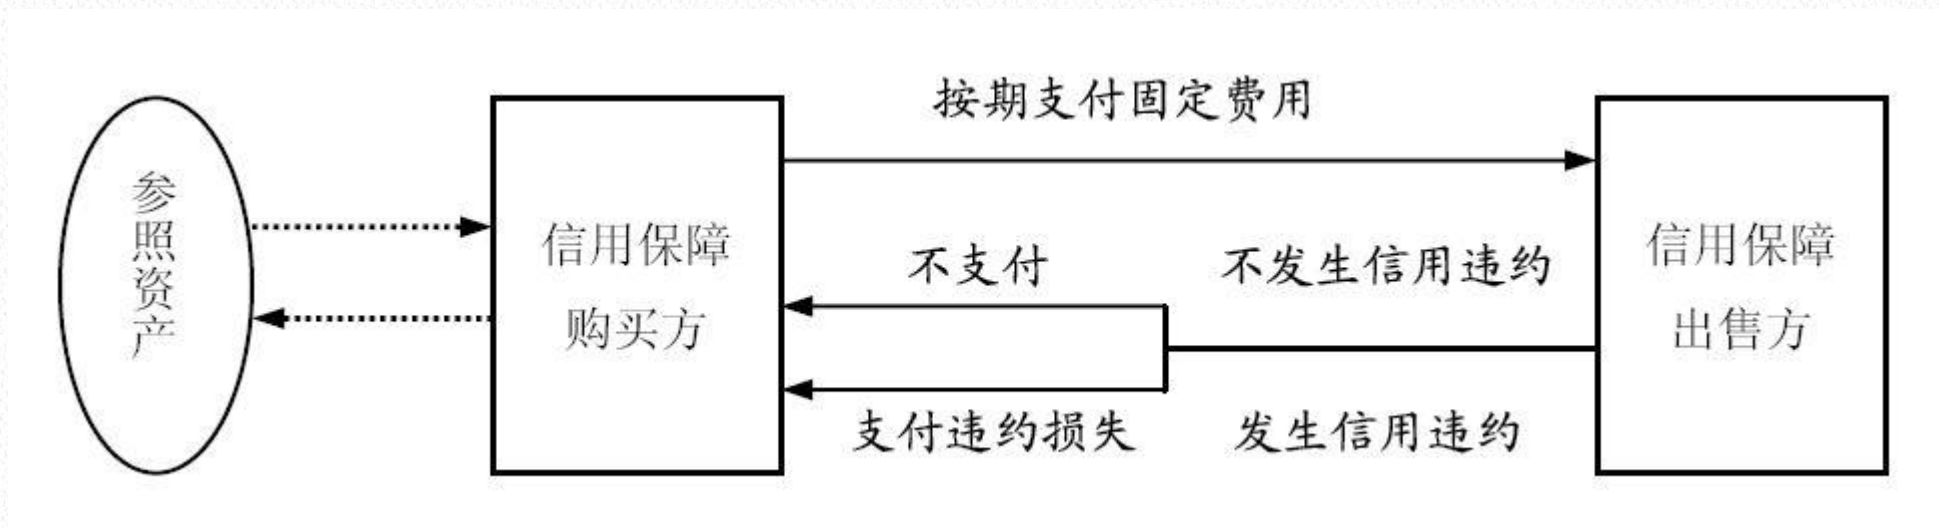 参照资产
信用保障
购买方
按期支付固定费用
不支付
不发生信用违约
支付违约损失
发生信用违约
信用保障
出售方